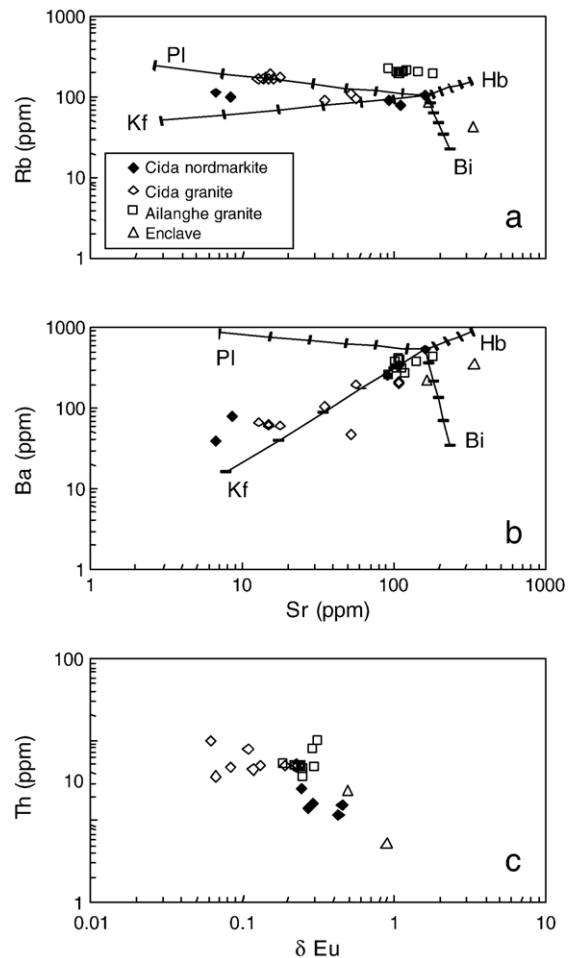 1000
Pl
Hb
100
Kf
Rb (ppm)
10
Bi
Cida nordmarkite
Cida granite
Ailanghe granite
Enclave
a
1
1000
Pl
Hb
100
Ba (ppm)
Bi
10
Kf
b
1
1 10 100 1000
Sr (ppm)
100
Th (ppm)
10
c
1
0.01 0.1 1 10
δ Eu